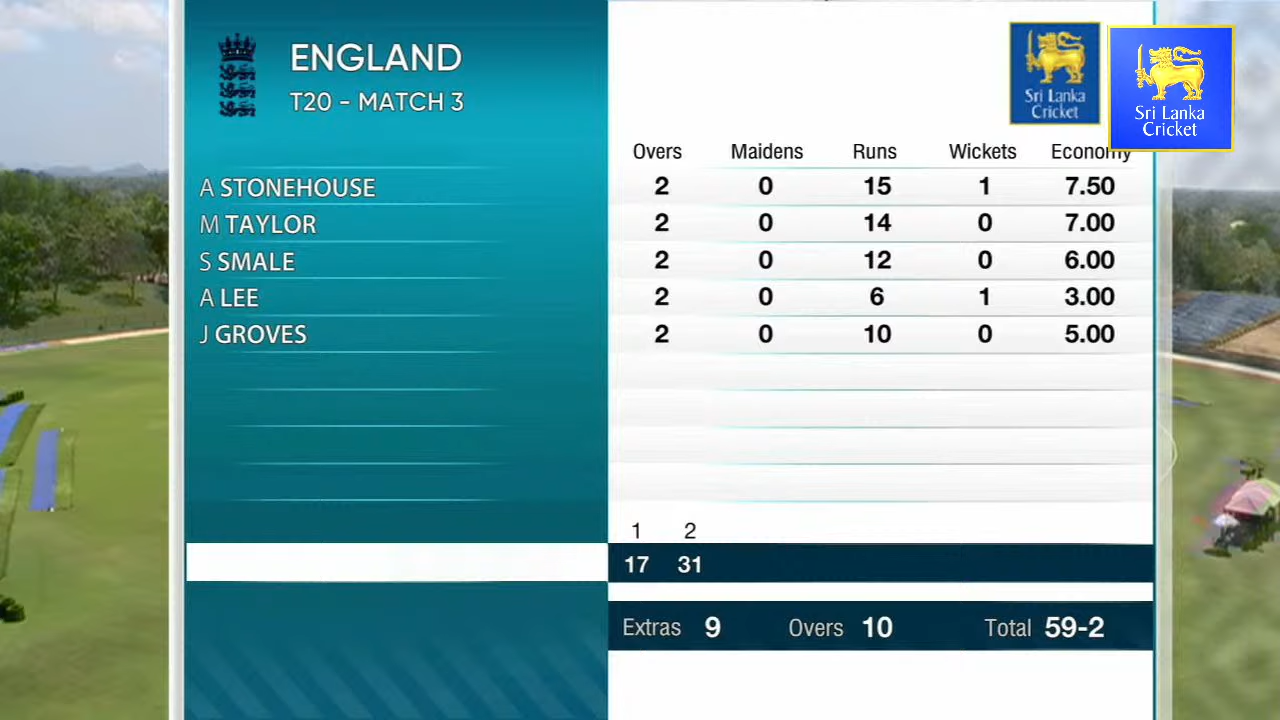 ENGLAND
T20 - MATCH 3
Sri Lanka
Cricket
Sri Lanka
Cricket
Overs Maidens Runs Wickets Economy
A STONEHOUSE 2 0 15 1 7.50
M TAYLOR 2 0 14 0 7.00
S SMALE 2 0 12 0 6.00
A LEE 2 0 6 1 3.00
J GROVES 2 0 10 0 5.00
1 2
17 31
Extras 9 Overs 10 Total 59-2